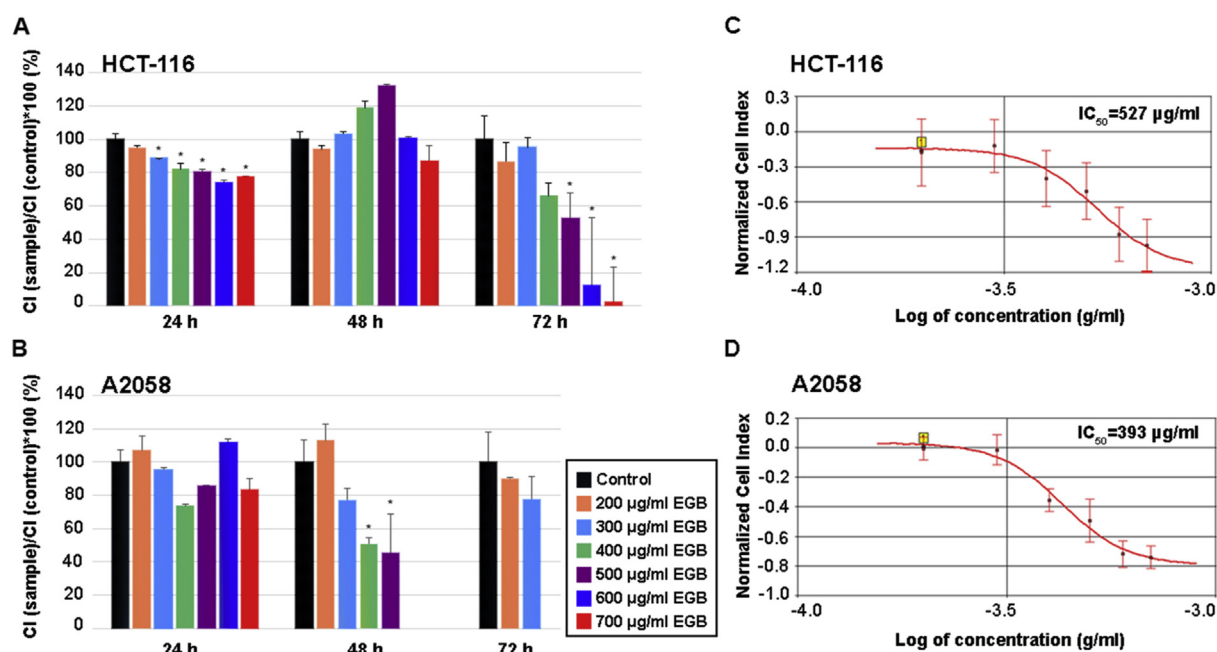 A
HCT-116
CI (sample)/CI (control)*100 (%)
140
120
100
80
60
40
20
0
* * * * *
* * *
24 h
48 h
72 h
B
A2058
CI (sample)/CI (control)*100 (%)
140
120
100
80
60
40
20
0
* *
24 h
48 h
72 h
Control
200 µg/ml EGB
300 µg/ml EGB
400 µg/ml EGB
500 µg/ml EGB
600 µg/ml EGB
700 µg/ml EGB
C
HCT-116
Normalized Cell Index
0.3
0.0
-0.3
-0.6
-0.9
-1.2
IC50=527 µg/ml
-4.0
-3.5
-3.0
Log of concentration (g/ml)
D
A2058
Normalized Cell Index
0.2
0.0
-0.2
-0.4
-0.6
-0.8
-1.0
IC50=393 µg/ml
-4.0
-3.5
-3.0
Log of concentration (g/ml)